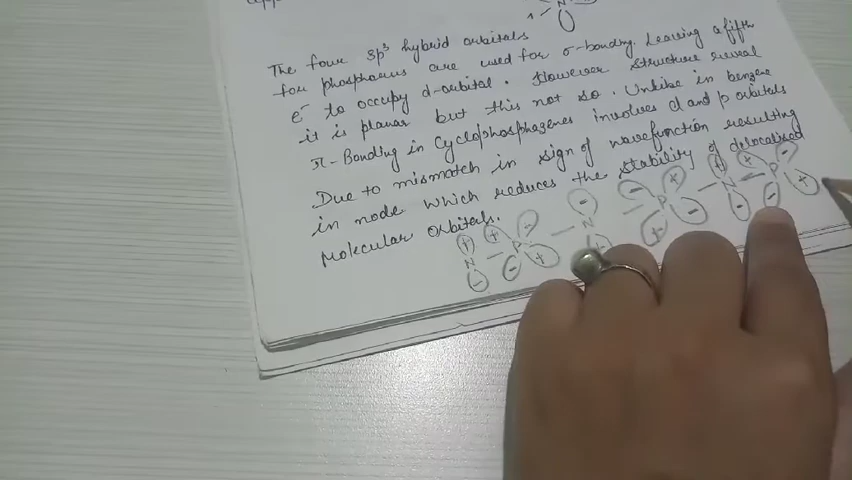 The four sp³ hybrid orbitals
for phosphorus are used for σ-bonding. Leaving a fifth
e⁻ to occupy d-orbital. However structure reveal
it is planar but this not so. Unlike in benzene
π-Bonding in Cyclophosphazenes involves d and p orbitals
Due to mismatch in sign of wavefunction resulting
in node which reduces the stability of delocalised
Molecular orbitals.
N P N P N P